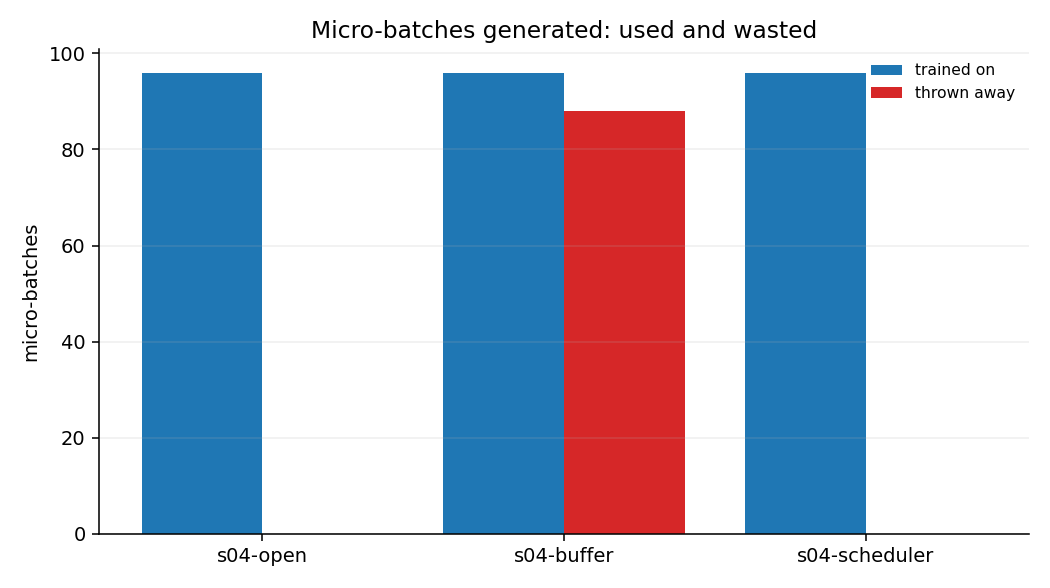 Micro-batches generated: used and wasted
trained on
thrown away
micro-batches
100
80
60
40
20
0
s04-open
s04-buffer
s04-scheduler